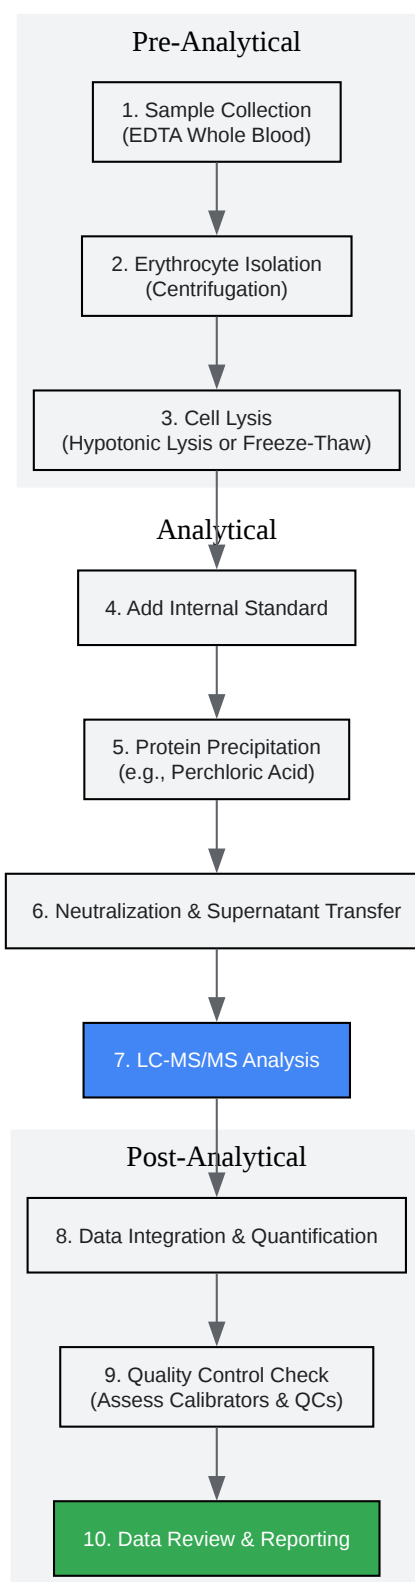 Pre-Analytical
1. Sample Collection
(EDTA Whole Blood)
2. Erythrocyte Isolation
(Centrifugation)
3. Cell Lysis
(Hypotonic Lysis or Freeze-Thaw)
Analytical
4. Add Internal Standard
5. Protein Precipitation
(e.g., Perchloric Acid)
6. Neutralization & Supernatant Transfer
7. LC-MS/MS Analysis
Post-Analytical
8. Data Integration & Quantification
9. Quality Control Check
(Assess Calibrators & QCs)
10. Data Review & Reporting